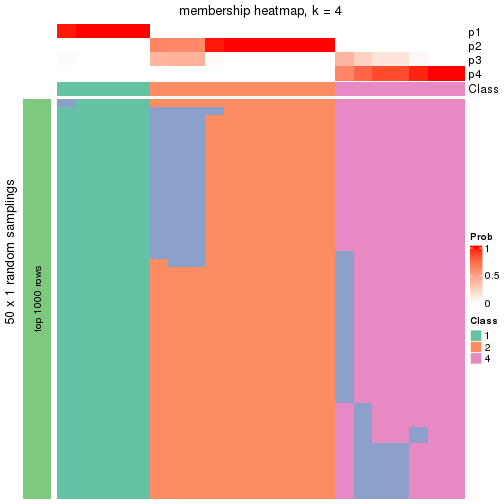 membership heatmap, k = 4
p1
p2
p3
p4
Class
50 x 1 random samplings
top 1000 rows
Prob
1
0.5
0
Class
1
2
4